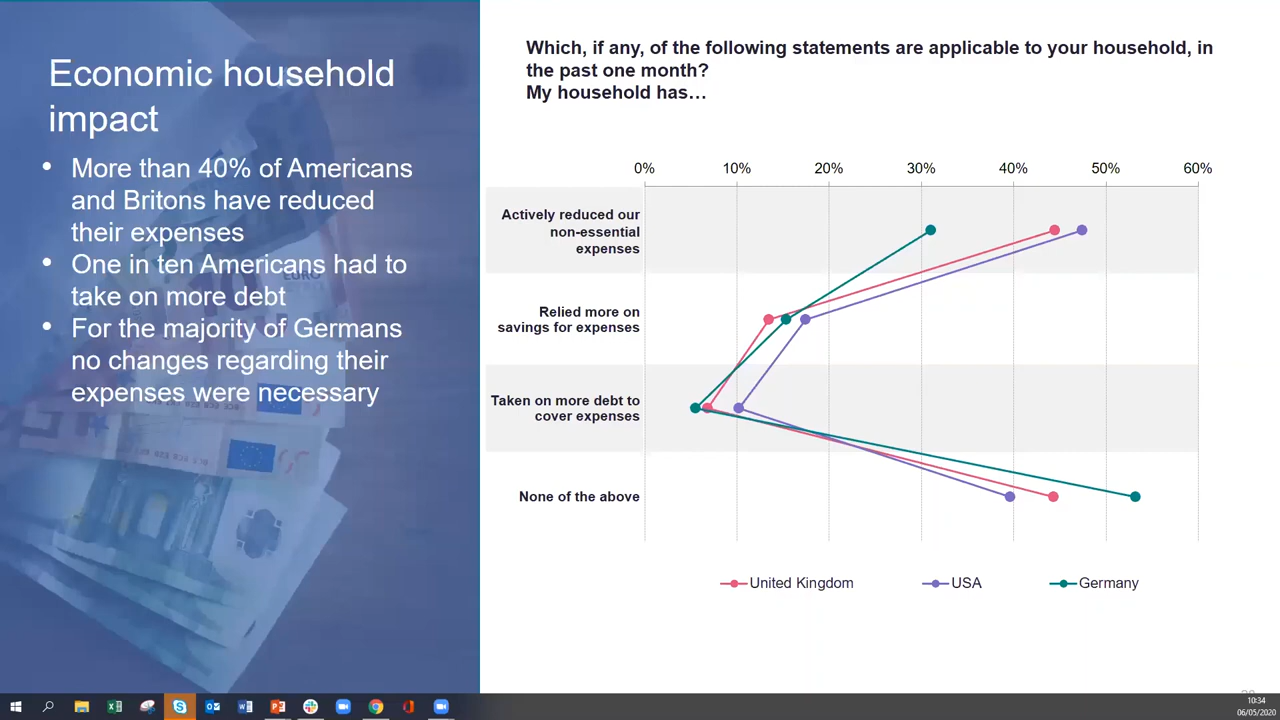 Economic household
impact
• More than 40% of Americans
and Britons have reduced
their expenses
• One in ten Americans had to
take on more debt
• For the majority of Germans
no changes regarding their
expenses were necessary
Which, if any, of the following statements are applicable to your household, in
the past one month?
My household has…
0% 10% 20% 30% 40% 50% 60%
Actively reduced our
non-essential
expenses
Relied more on
savings for expenses
Taken on more debt to
cover expenses
None of the above
United Kingdom USA Germany
10:34
06/05/2020